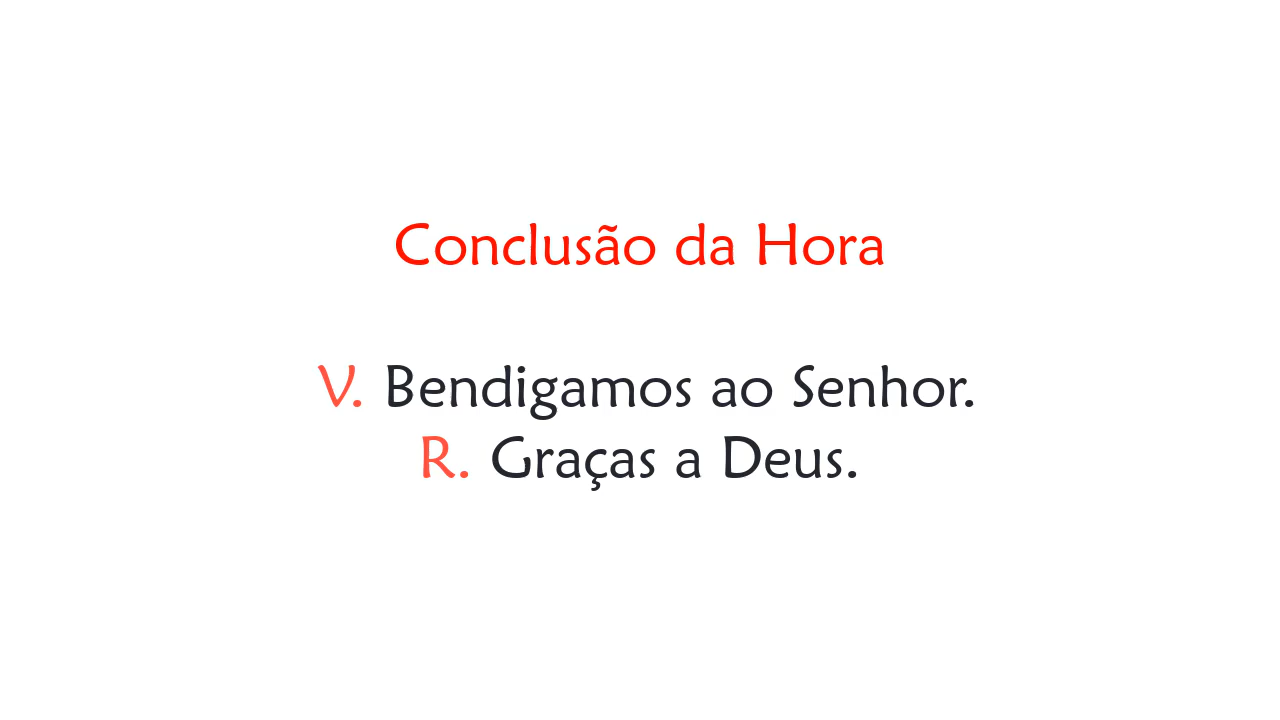 Conclusão da Hora
V. Bendigamos ao Senhor.
R. Graças a Deus.